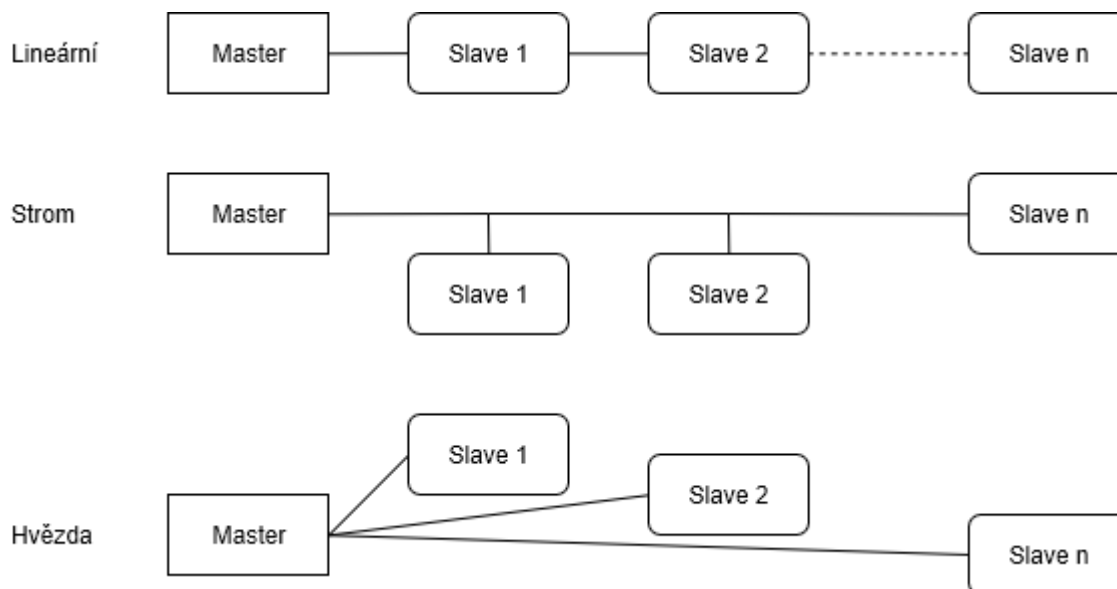 Lineární Master Slave 1 Slave 2 Slave n
Strom Master Slave n
Slave 1 Slave 2
Slave 1
Slave 2
Hvězda Master
Slave n